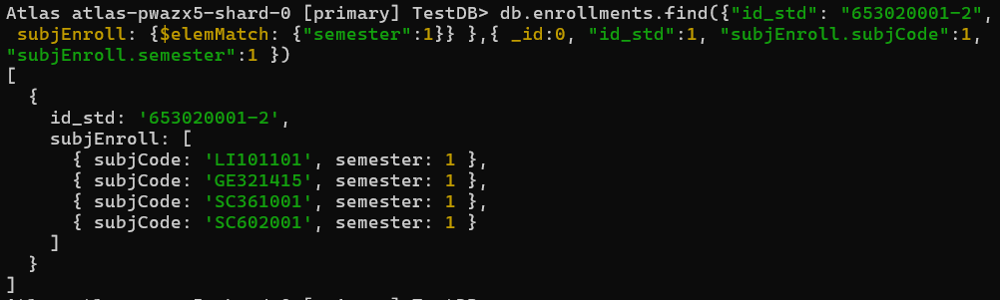 Atlas atlas-pwazx5-shard-0 [primary] TestDB> db.enrollments.find({"id_std": "653020001-2",
subjEnroll: {$elemMatch: {"semester":1}} },{ _id:0, "id_std":1, "subjEnroll.subjCode":1,
"subjEnroll.semester":1 })
[
  {
    id_std: '653020001-2',
    subjEnroll: [
      { subjCode: 'LI101101', semester: 1 },
      { subjCode: 'GE321415', semester: 1 },
      { subjCode: 'SC361001', semester: 1 },
      { subjCode: 'SC602001', semester: 1 }
    ]
  }
]